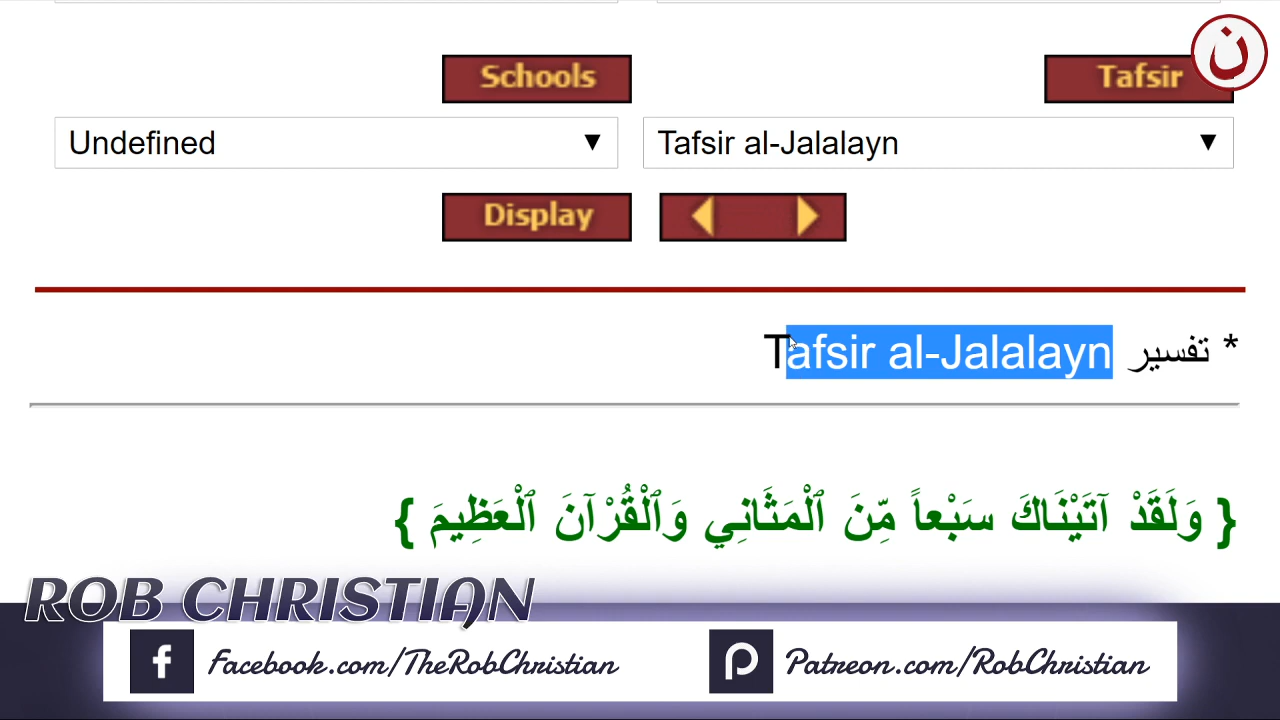 Schools Tafsir ن
Undefined ▼ Tafsir al-Jalalayn ▼
Display
* تفسير Tafsir al-Jalalayn
{ وَلَقَدْ آتَيْنَاكَ سَبْعاً مِّنَ ٱلْمَثَانِي وَٱلْقُرْآنَ ٱلْعَظِيمَ }
ROB CHRISTIAN
f Facebook.com/TheRobChristian Patreon.com/RobChristian